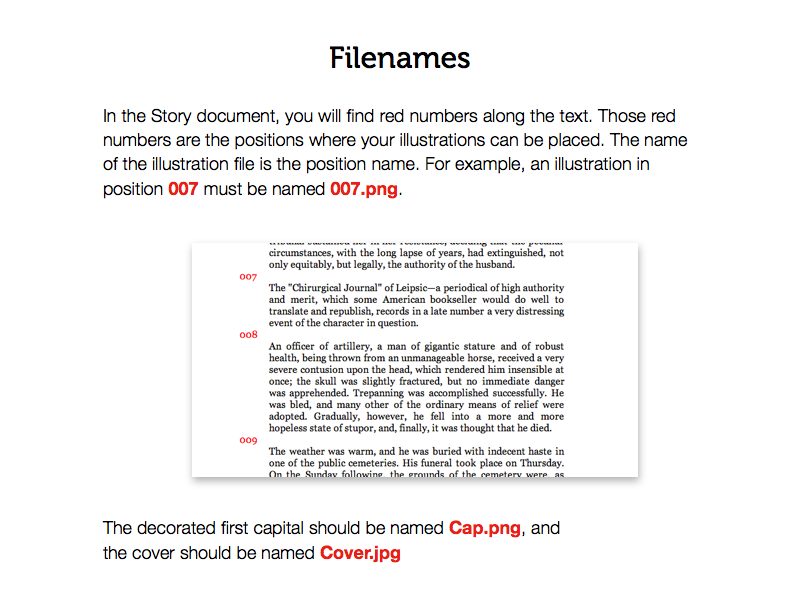 Filenames
In the Story document, you will find red numbers along the text. Those red
numbers are the positions where your illustrations can be placed. The name
of the illustration file is the position name. For example, an illustration in
position 007 must be named 007.png.
tribunal sustained her in her resistance, deciding that the peculiar
circumstances, with the long lapse of years, had extinguished, not
only equitably, but legally, the authority of the husband.
007
The "Chirurgical Journal" of Leipsic—a periodical of high authority
and merit, which some American bookseller would do well to
translate and republish, records in a late number a very distressing
event of the character in question.
008
An officer of artillery, a man of gigantic stature and of robust
health, being thrown from an unmanageable horse, received a very
severe contusion upon the head, which rendered him insensible at
once; the skull was slightly fractured, but no immediate danger
was apprehended. Trepanning was accomplished successfully. He
was bled, and many other of the ordinary means of relief were
adopted. Gradually, however, he fell into a more and more
hopeless state of stupor, and, finally, it was thought that he died.
009
The weather was warm, and he was buried with indecent haste in
one of the public cemeteries. His funeral took place on Thursday.
On the Sunday following, the grounds of the cemetery were, as
The decorated first capital should be named Cap.png, and
the cover should be named Cover.jpg